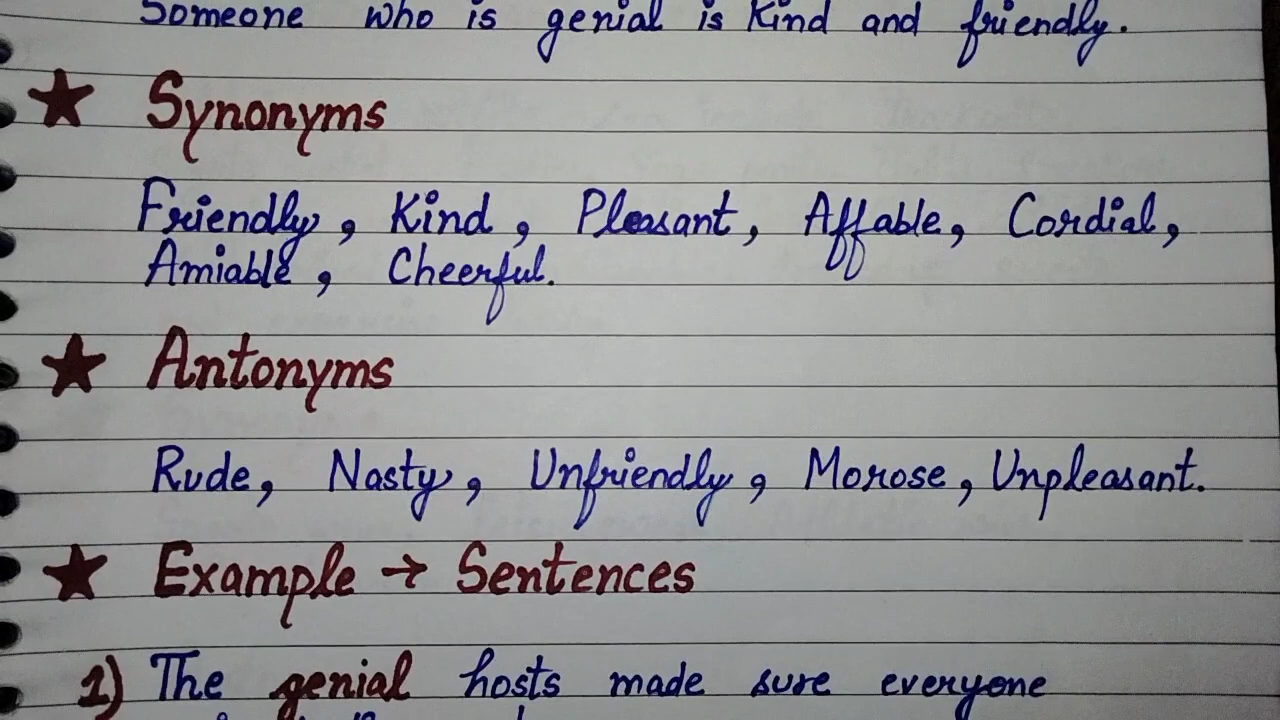 Someone who is genial is Kind and friendly.
★ Synonyms
Friendly, Kind, Pleasant, Affable, Cordial,
Amiable, Cheerful.
★ Antonyms
Rude, Nasty, Unfriendly, Morose, Unpleasant.
★ Example → Sentences
1) The genial hosts made sure everyone